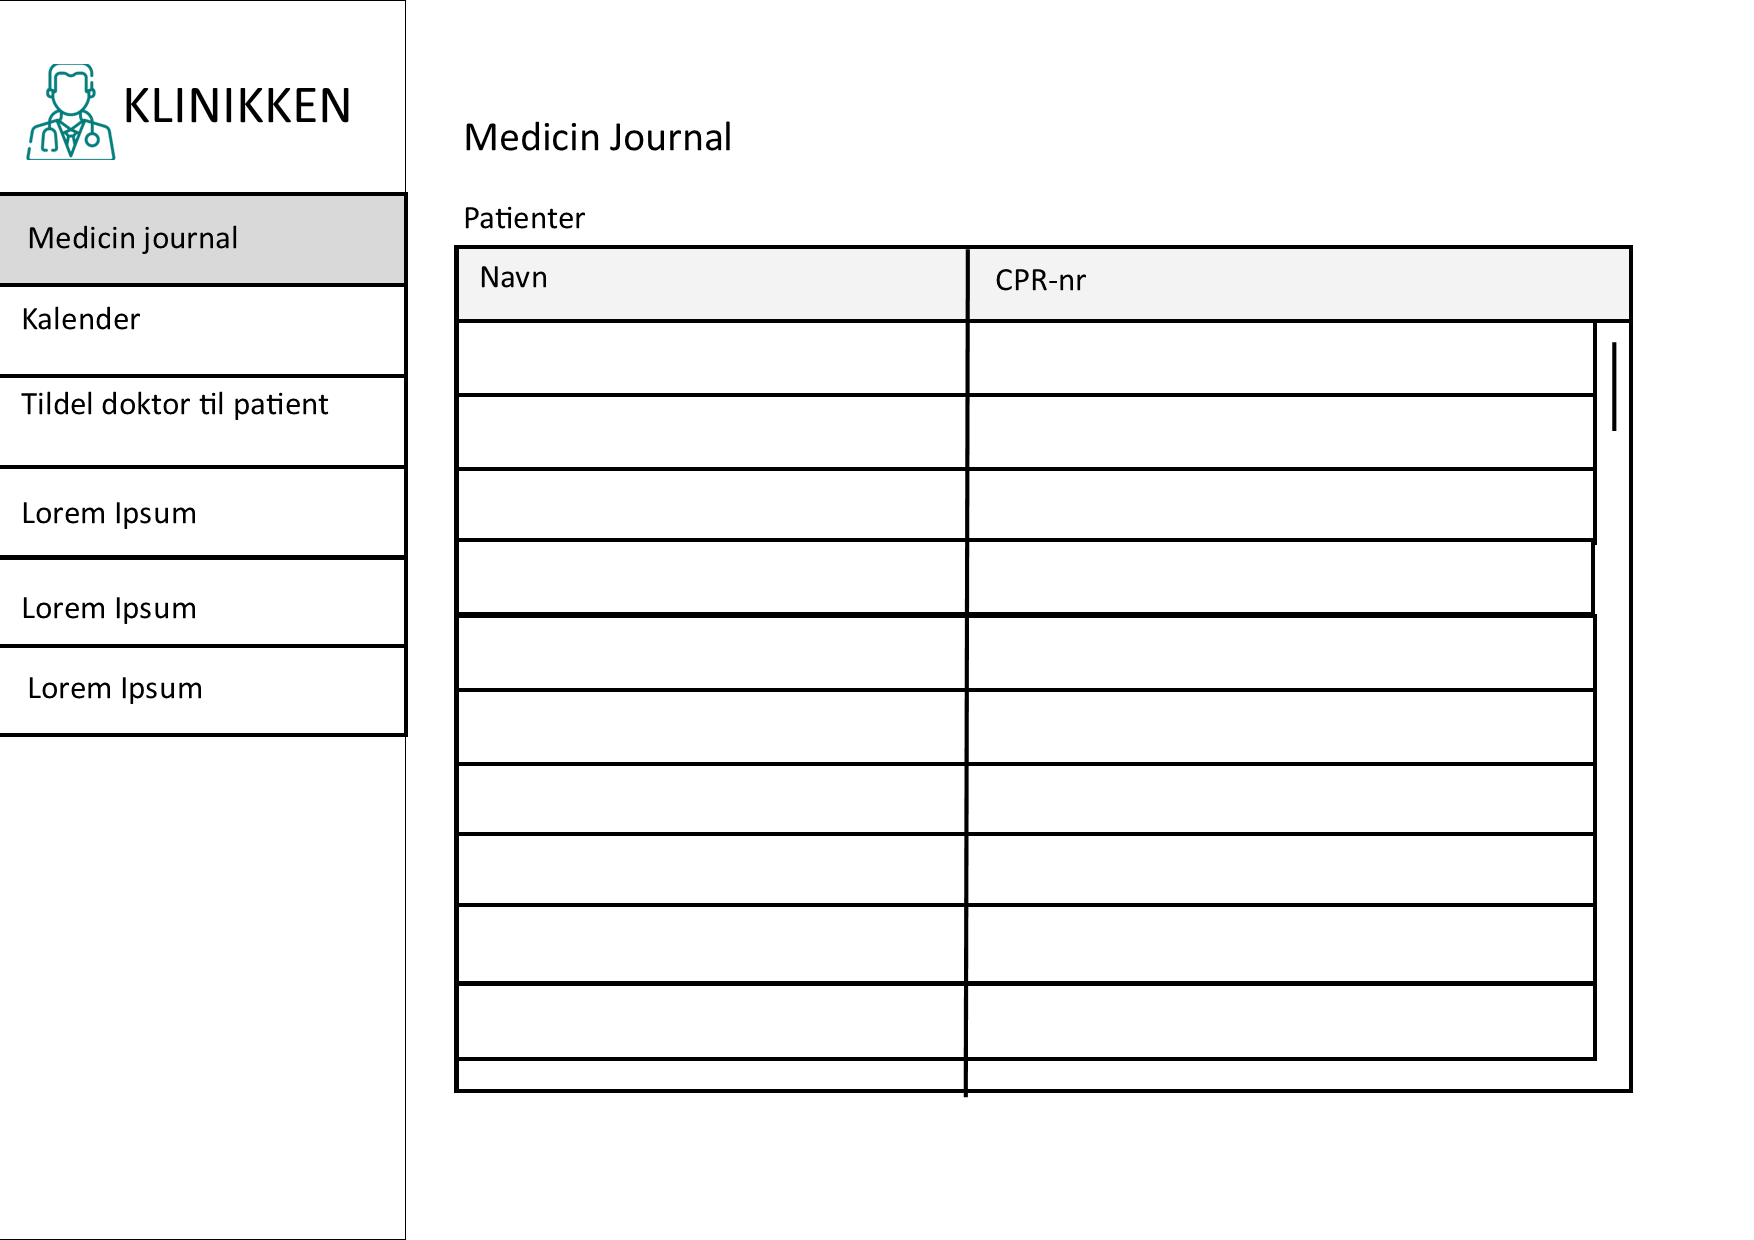 KLINIKKEN
Medicin journal
Kalender
Tildel doktor til patient
Lorem Ipsum
Lorem Ipsum
Lorem Ipsum
Medicin Journal
Patienter
Navn
CPR-nr